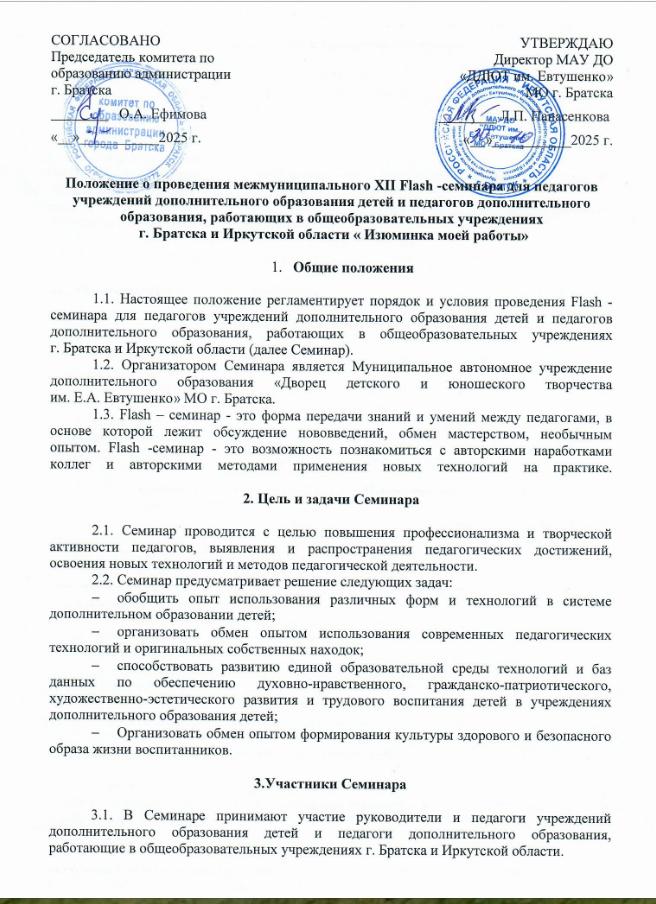 СОГЛАСОВАНО
Председатель комитета по
образованию администрации
г. Братска
О.А. Ефимова
«__»__________ 2025 г.
УТВЕРЖДАЮ
Директор МАУ ДО
«ДДЮТ им. Евтушенко»
МО г. Братска
Л.П. Панасенкова
2025 г.
комитет по
образованию
администрации
города Братска
Положение о проведения межмуниципального XII Flash -семинара для педагогов
учреждений дополнительного образования детей и педагогов дополнительного
образования, работающих в общеобразовательных учреждениях
г. Братска и Иркутской области « Изюминка моей работы»
1. Общие положения
1.1. Настоящее положение регламентирует порядок и условия проведения Flash -
семинара для педагогов учреждений дополнительного образования детей и педагогов
дополнительного образования, работающих в общеобразовательных учреждениях
г. Братска и Иркутской области (далее Семинар).
1.2. Организатором Семинара является Муниципальное автономное учреждение
дополнительного образования «Дворец детского и юношеского творчества
им. Е.А. Евтушенко» МО г. Братска.
1.3. Flash – семинар - это форма передачи знаний и умений между педагогами, в
основе которой лежит обсуждение нововведений, обмен мастерством, необычным
опытом. Flash -семинар - это возможность познакомиться с авторскими наработками
коллег и авторскими методами применения новых технологий на практике.
2. Цель и задачи Семинара
2.1. Семинар проводится с целью повышения профессионализма и творческой
активности педагогов, выявления и распространения педагогических достижений,
освоения новых технологий и методов педагогической деятельности.
2.2. Семинар предусматривает решение следующих задач:
– обобщить опыт использования различных форм и технологий в системе
дополнительном образовании детей;
– организовать обмен опытом использования современных педагогических
технологий и оригинальных собственных находок;
– способствовать развитию единой образовательной среды технологий и баз
данных по обеспечению духовно-нравственного, гражданско-патриотического,
художественно-эстетического развития и трудового воспитания детей в учреждениях
дополнительного образования детей;
– Организовать обмен опытом формирования культуры здорового и безопасного
образа жизни воспитанников.
3.Участники Семинара
3.1. В Семинаре принимают участие руководители и педагоги учреждений
дополнительного образования детей и педагоги дополнительного образования,
работающие в общеобразовательных учреждениях г. Братска и Иркутской области.